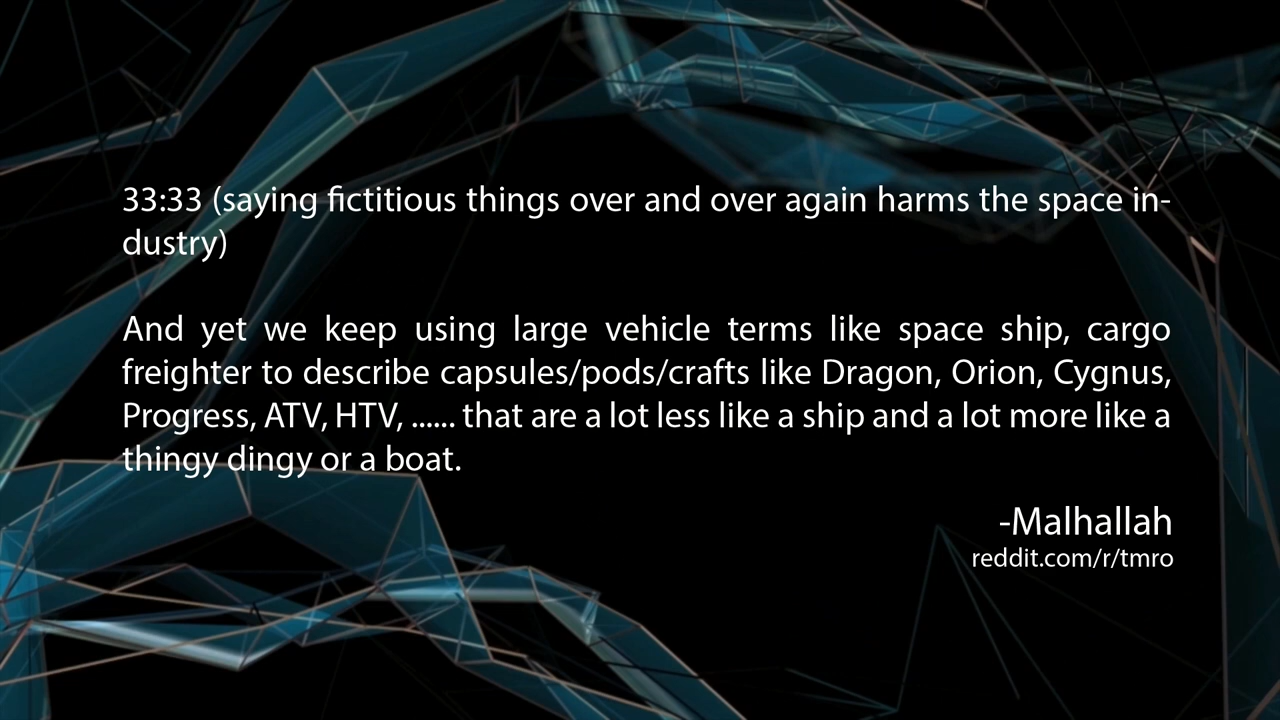 33:33 (saying fictitious things over and over again harms the space in-
dustry)
And yet we keep using large vehicle terms like space ship, cargo
freighter to describe capsules/pods/crafts like Dragon, Orion, Cygnus,
Progress, ATV, HTV, ...... that are a lot less like a ship and a lot more like a
thingy dingy or a boat.
-Malhallah
reddit.com/r/tmro